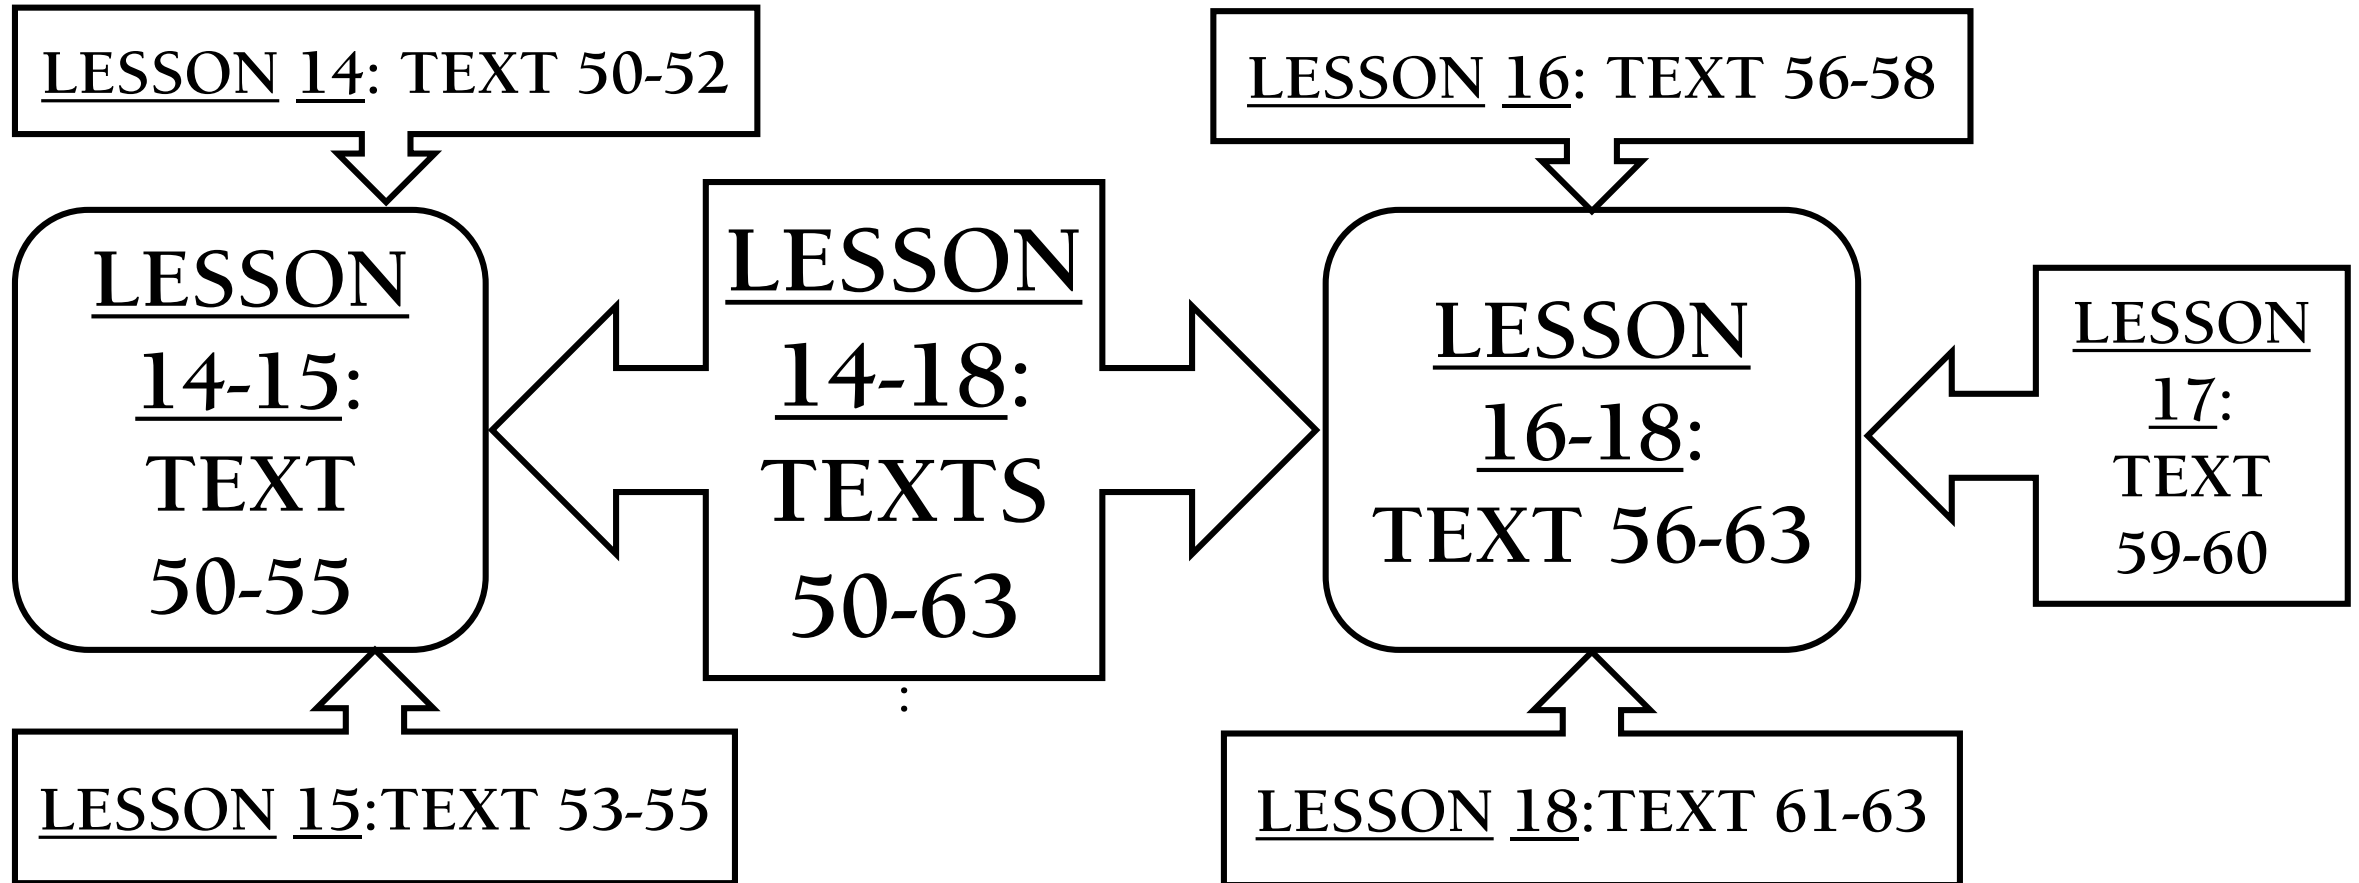 LESSON 14: TEXT 50-52
LESSON 16: TEXT 56-58
LESSON
14-15:
TEXT
50-55
LESSON
14-18:
TEXTS
50-63
:
LESSON
16-18:
TEXT 56-63
LESSON
17:
TEXT
59-60
LESSON 15:TEXT 53-55
LESSON 18:TEXT 61-63